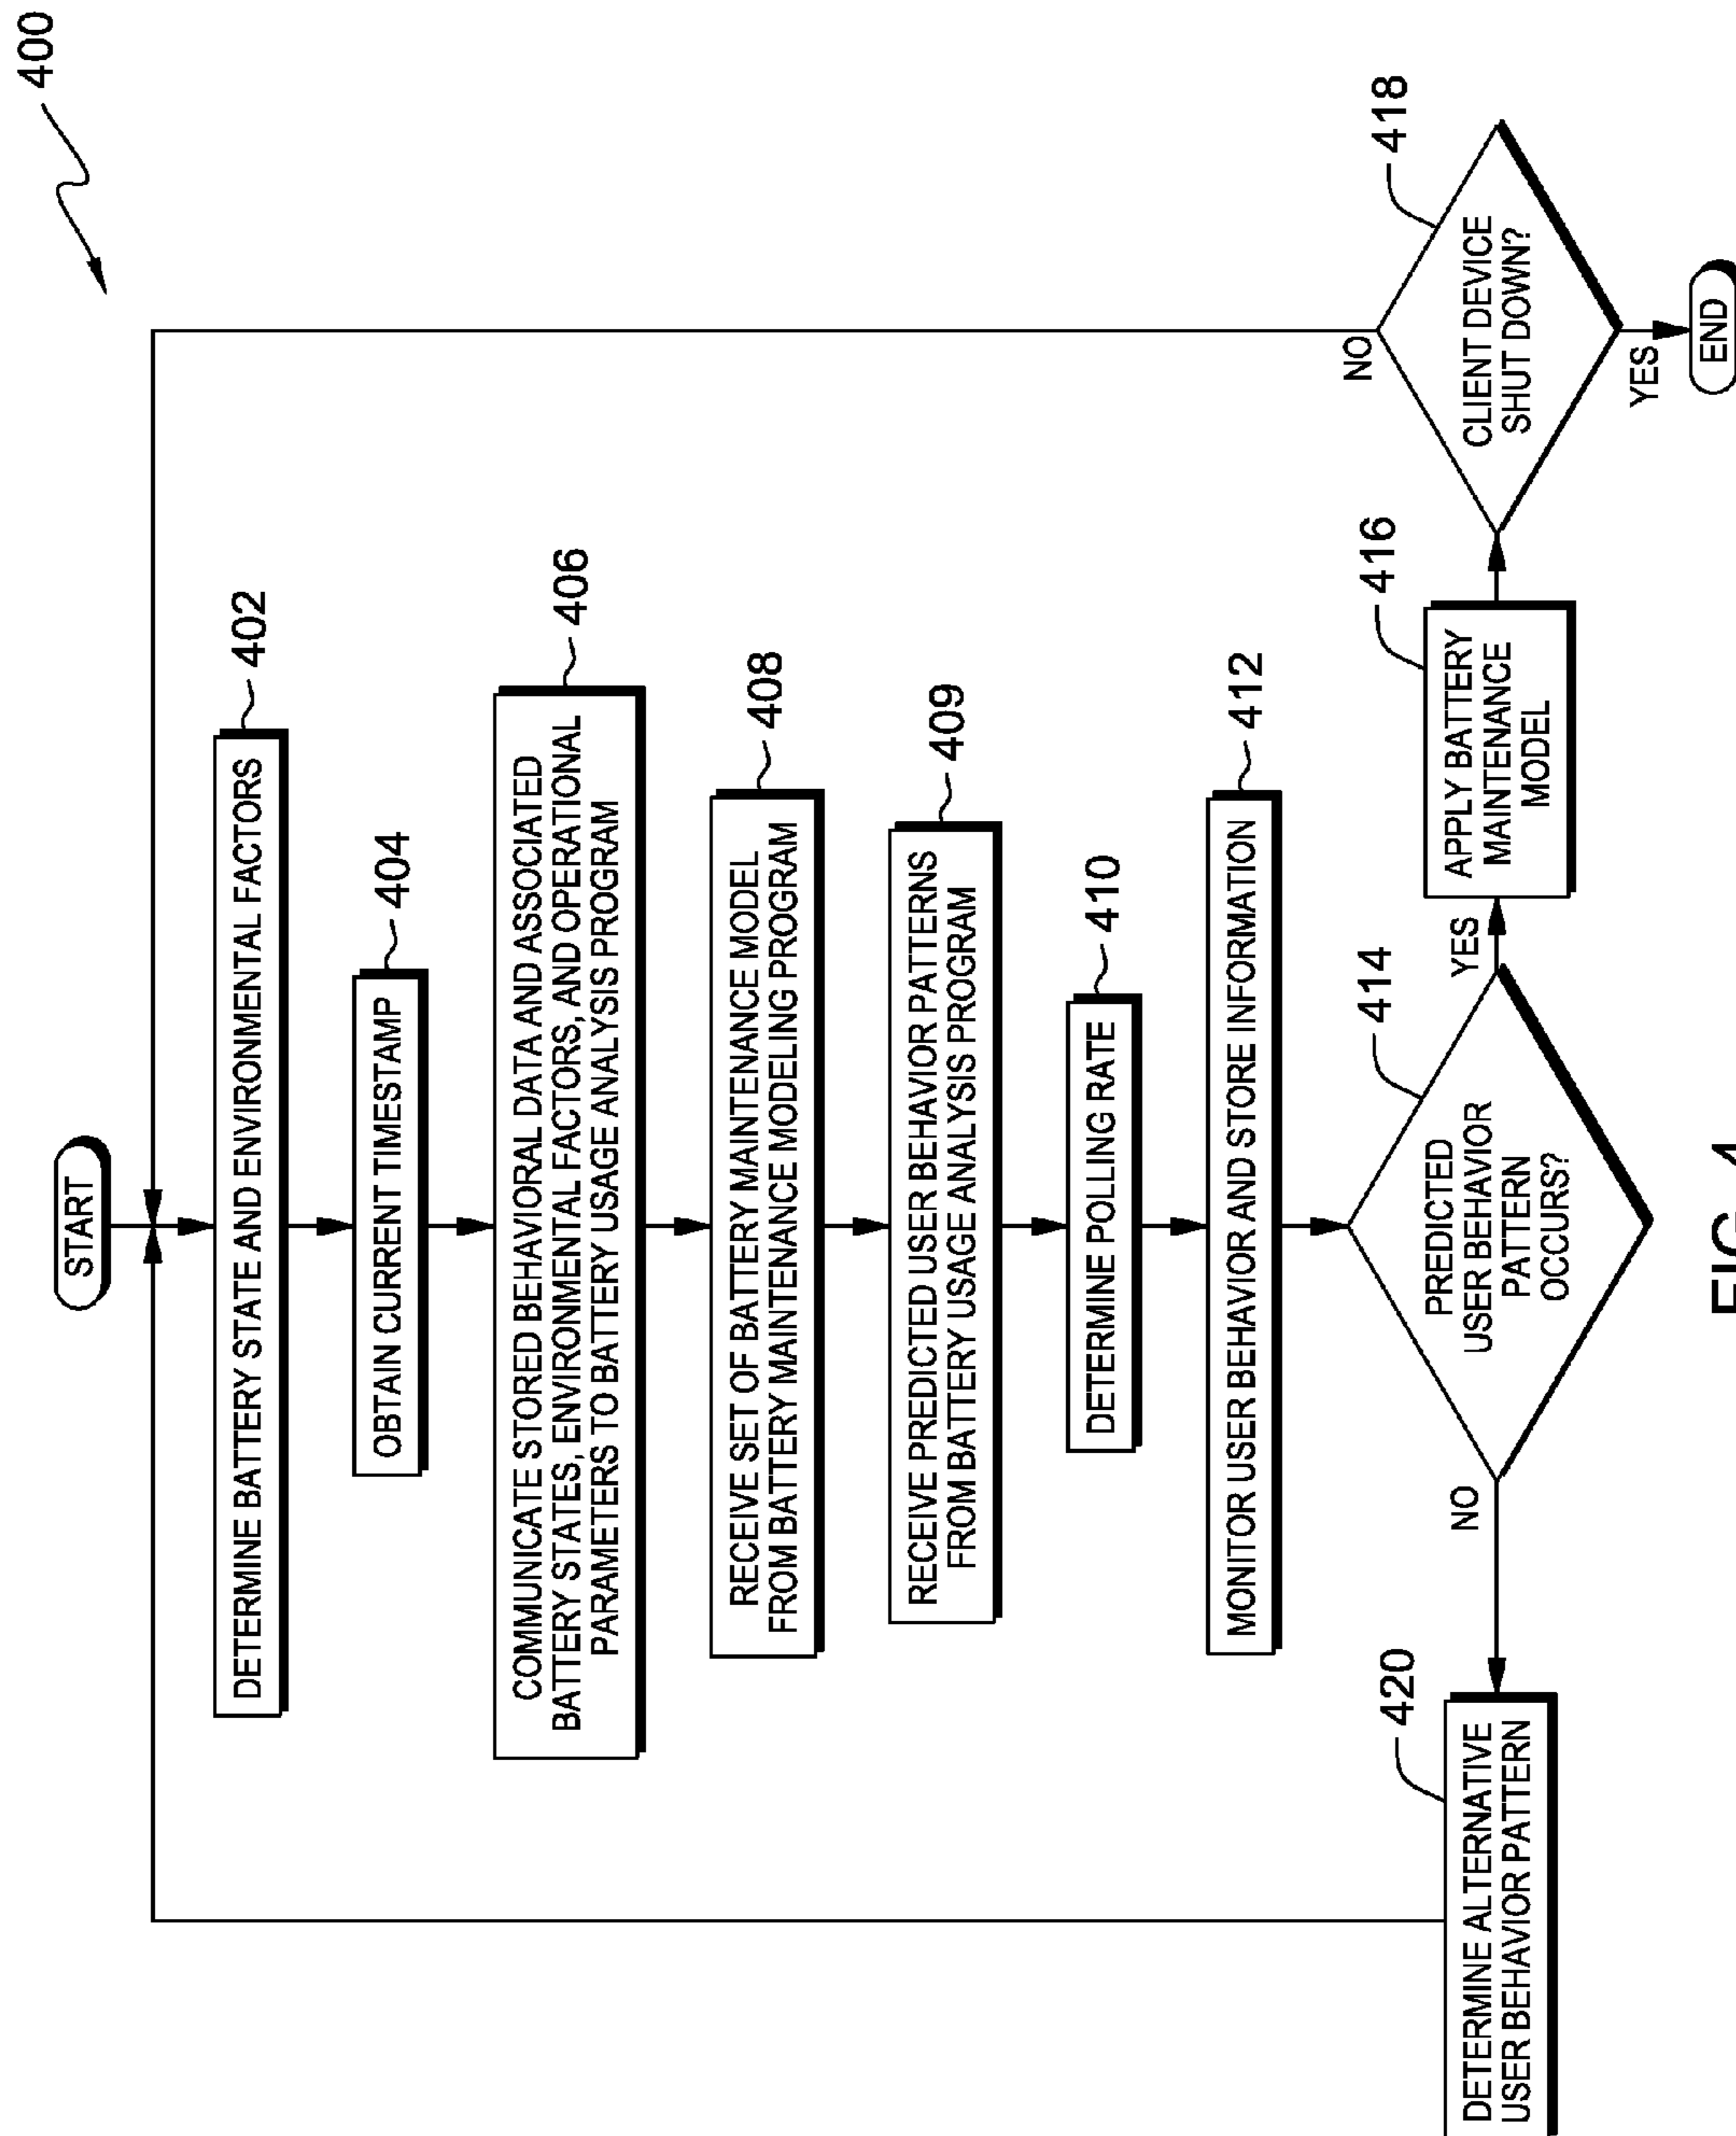 400
START
DETERMINE BATTERY STATE AND ENVIRONMENTAL FACTORS
402
OBTAIN CURRENT TIMESTAMP
404
COMMUNICATE STORED BEHAVIORAL DATA AND ASSOCIATED
BATTERY STATES, ENVIRONMENTAL FACTORS, AND OPERATIONAL
PARAMETERS TO BATTERY USAGE ANALYSIS PROGRAM
406
RECEIVE SET OF BATTERY MAINTENANCE MODEL
FROM BATTERY MAINTENANCE MODELING PROGRAM
408
RECEIVE PREDICTED USER BEHAVIOR PATTERNS
FROM BATTERY USAGE ANALYSIS PROGRAM
409
DETERMINE POLLING RATE
410
MONITOR USER BEHAVIOR AND STORE INFORMATION
412
PREDICTED
USER BEHAVIOR
PATTERN
OCCURS?
414
NO
YES
DETERMINE ALTERNATIVE
USER BEHAVIOR PATTERN
420
APPLY BATTERY
MAINTENANCE
MODEL
416
CLIENT DEVICE
SHUT DOWN?
418
NO
YES
END
FIG. 4